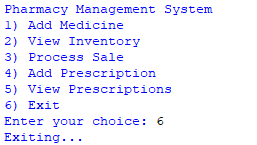 Pharmacy Management System
1) Add Medicine
2) View Inventory
3) Process Sale
4) Add Prescription
5) View Prescriptions
6) Exit
Enter your choice: 6
Exiting...